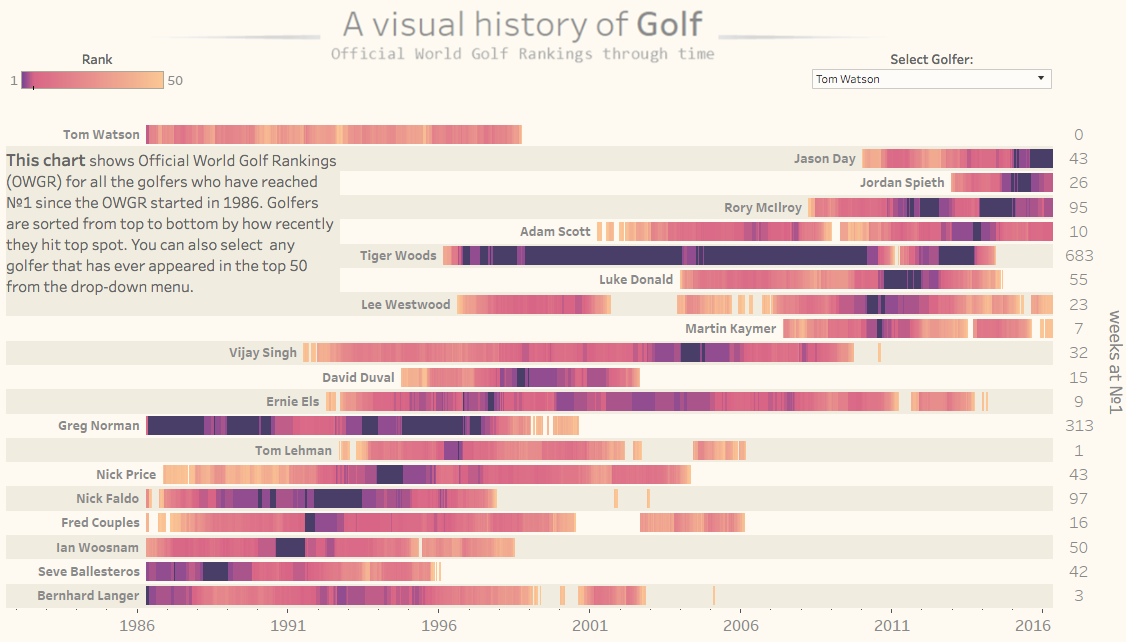 A visual history of Golf
Official World Golf Rankings through time
Rank
1 50
Select Golfer:
Tom Watson
Tom Watson 0
This chart shows Official World Golf Rankings
(OWGR) for all the golfers who have reached
№1 since the OWGR started in 1986. Golfers
are sorted from top to bottom by how recently
they hit top spot. You can also select any
golfer that has ever appeared in the top 50
from the drop-down menu.
Jason Day 43
Jordan Spieth 26
Rory McIlroy 95
Adam Scott 10
Tiger Woods 683
Luke Donald 55
Lee Westwood 23
Martin Kaymer 7
Vijay Singh 32
David Duval 15
Ernie Els 9
Greg Norman 313
Tom Lehman 1
Nick Price 43
Nick Faldo 97
Fred Couples 16
Ian Woosnam 50
Seve Ballesteros 42
Bernhard Langer 3
weeks at №1
1986 1991 1996 2001 2006 2011 2016